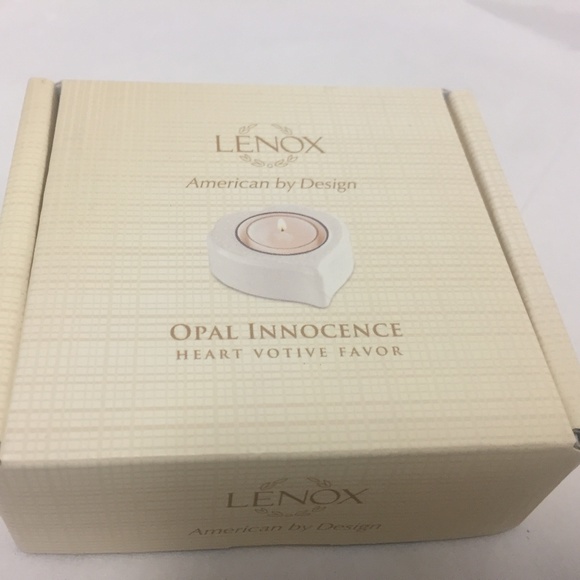 LENOX
American by Design
OPAL INNOCENCE
HEART VOTIVE FAVOR
LENOX
American by Design